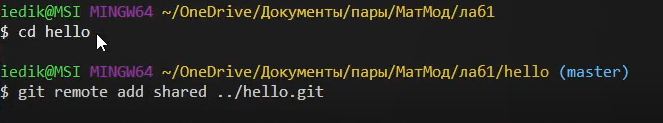 iedik@MSI MINGW64 ~/OneDrive/Документы/пары/МатМод/лаб1
$ cd hello
iedik@MSI MINGW64 ~/OneDrive/Документы/пары/МатМод/лаб1/hello (master)
$ git remote add shared ../hello.git